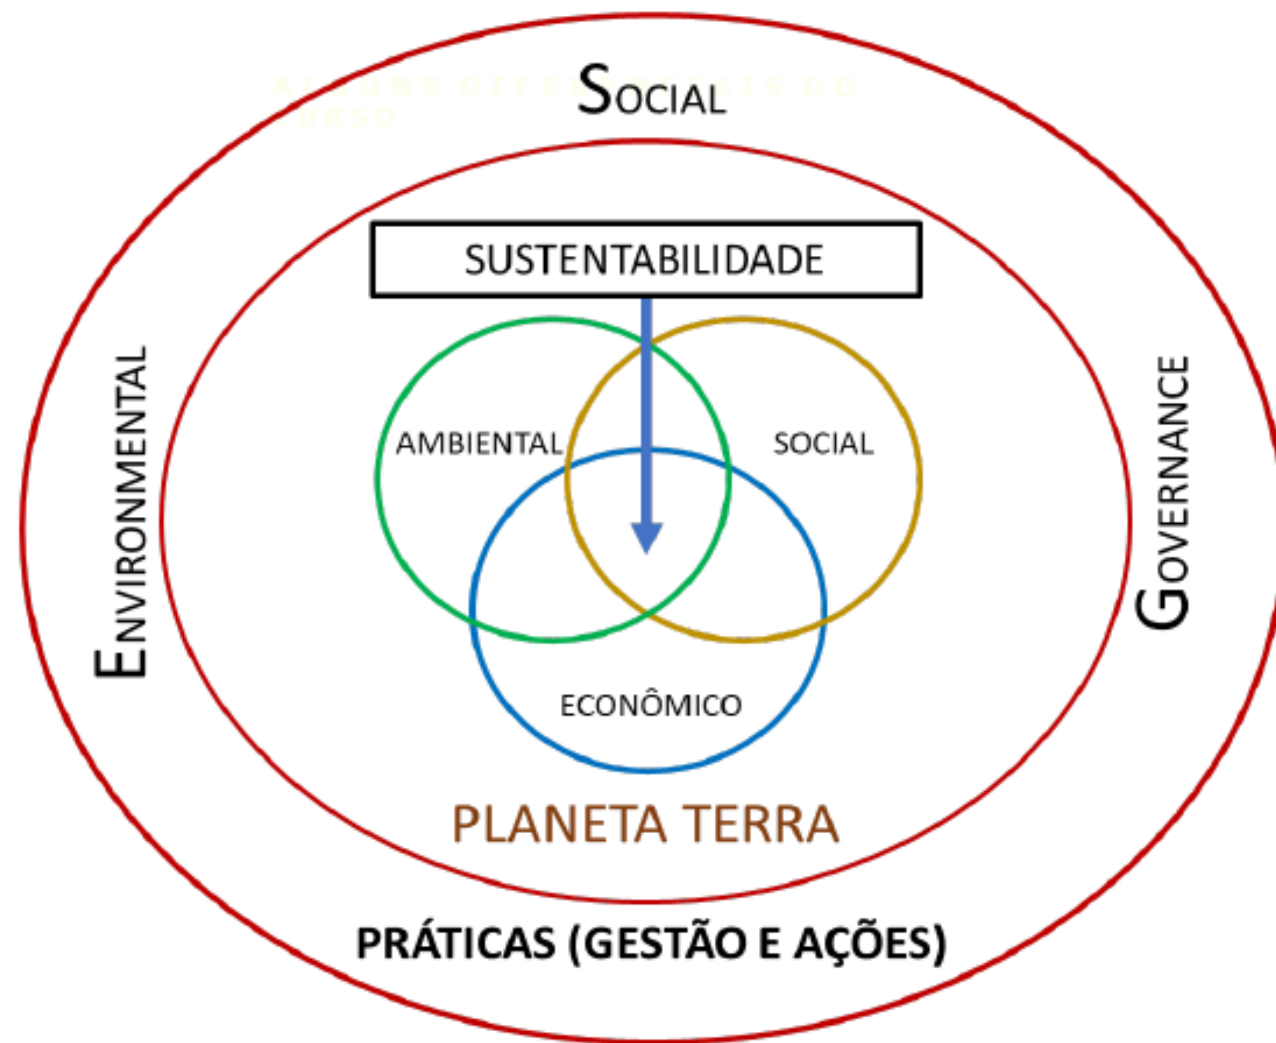 SOCIAL
SUSTENTABILIDADE
ENVIRONMENTAL
AMBIENTAL
SOCIAL
GOVERNANCE
ECONÔMICO
PLANETA TERRA
PRÁTICAS (GESTÃO E AÇÕES)